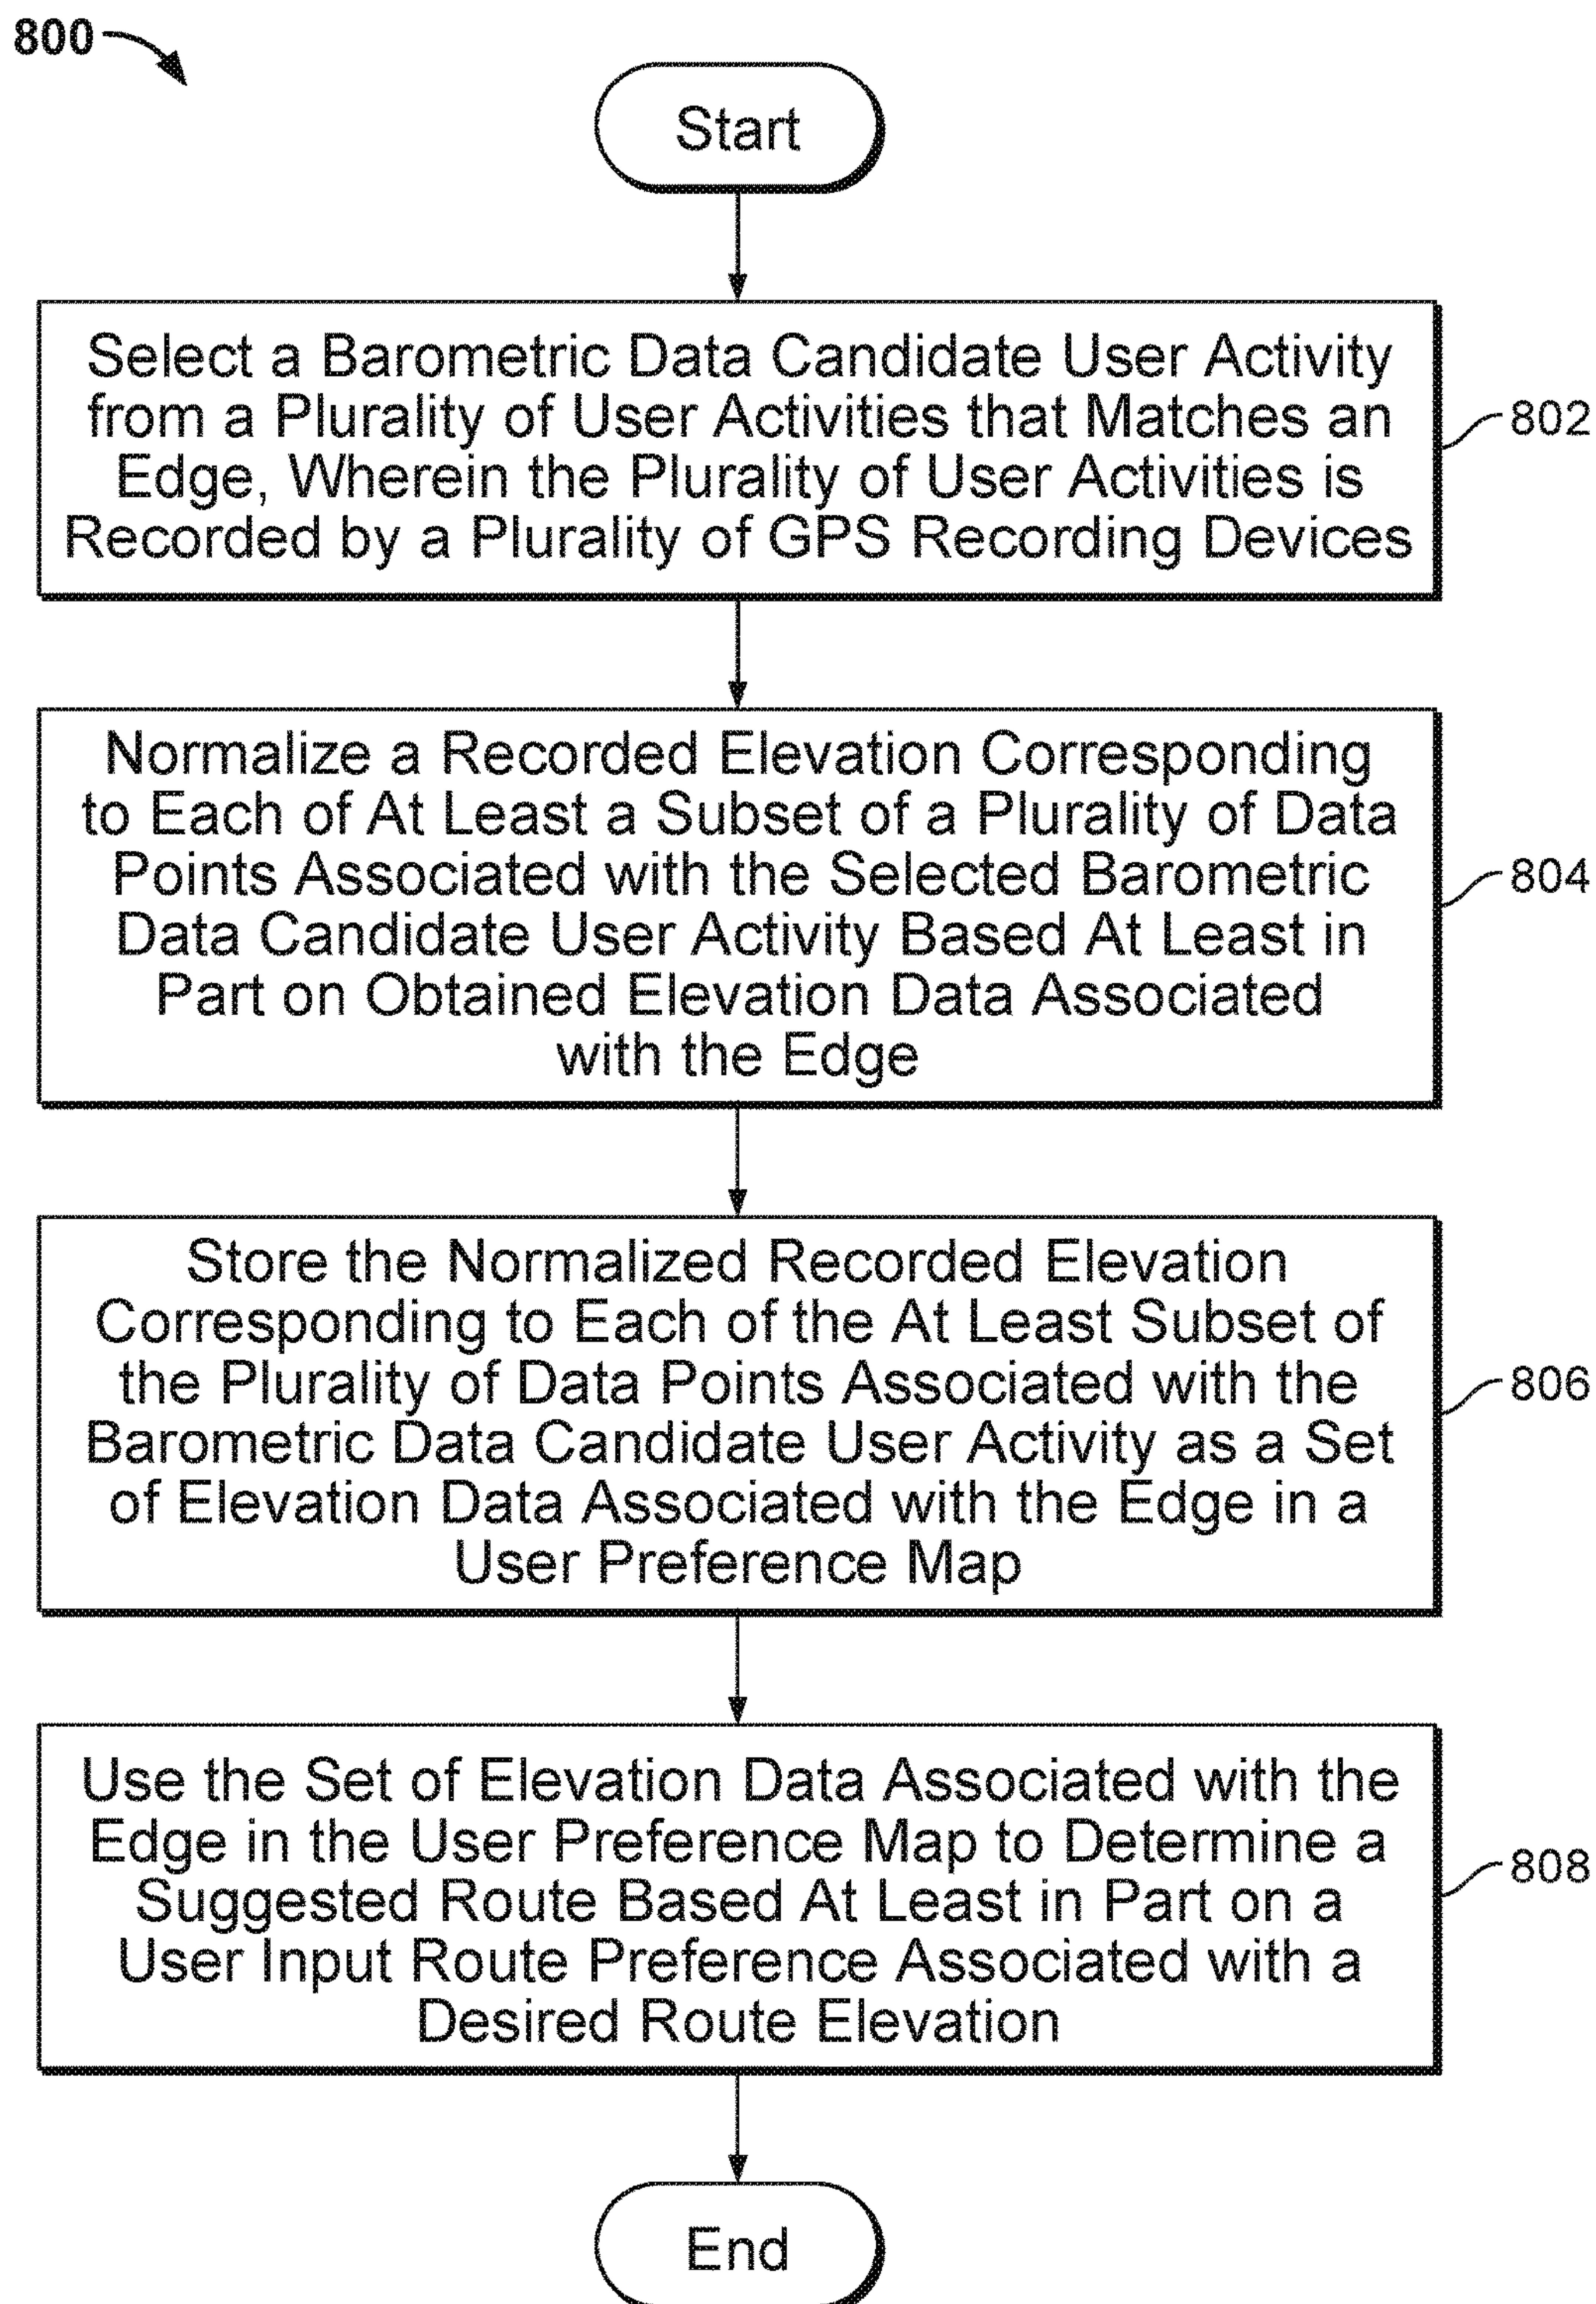 800
Start
Select a Barometric Data Candidate User Activity
from a Plurality of User Activities that Matches an
Edge, Wherein the Plurality of User Activities is
Recorded by a Plurality of GPS Recording Devices
802
Normalize a Recorded Elevation Corresponding
to Each of At Least a Subset of a Plurality of Data
Points Associated with the Selected Barometric
Data Candidate User Activity Based At Least in
Part on Obtained Elevation Data Associated
with the Edge
804
Store the Normalized Recorded Elevation
Corresponding to Each of the At Least Subset of
the Plurality of Data Points Associated with the
Barometric Data Candidate User Activity as a Set
of Elevation Data Associated with the Edge in a
User Preference Map
806
Use the Set of Elevation Data Associated with the
Edge in the User Preference Map to Determine a
Suggested Route Based At Least in Part on a
User Input Route Preference Associated with a
Desired Route Elevation
808
End